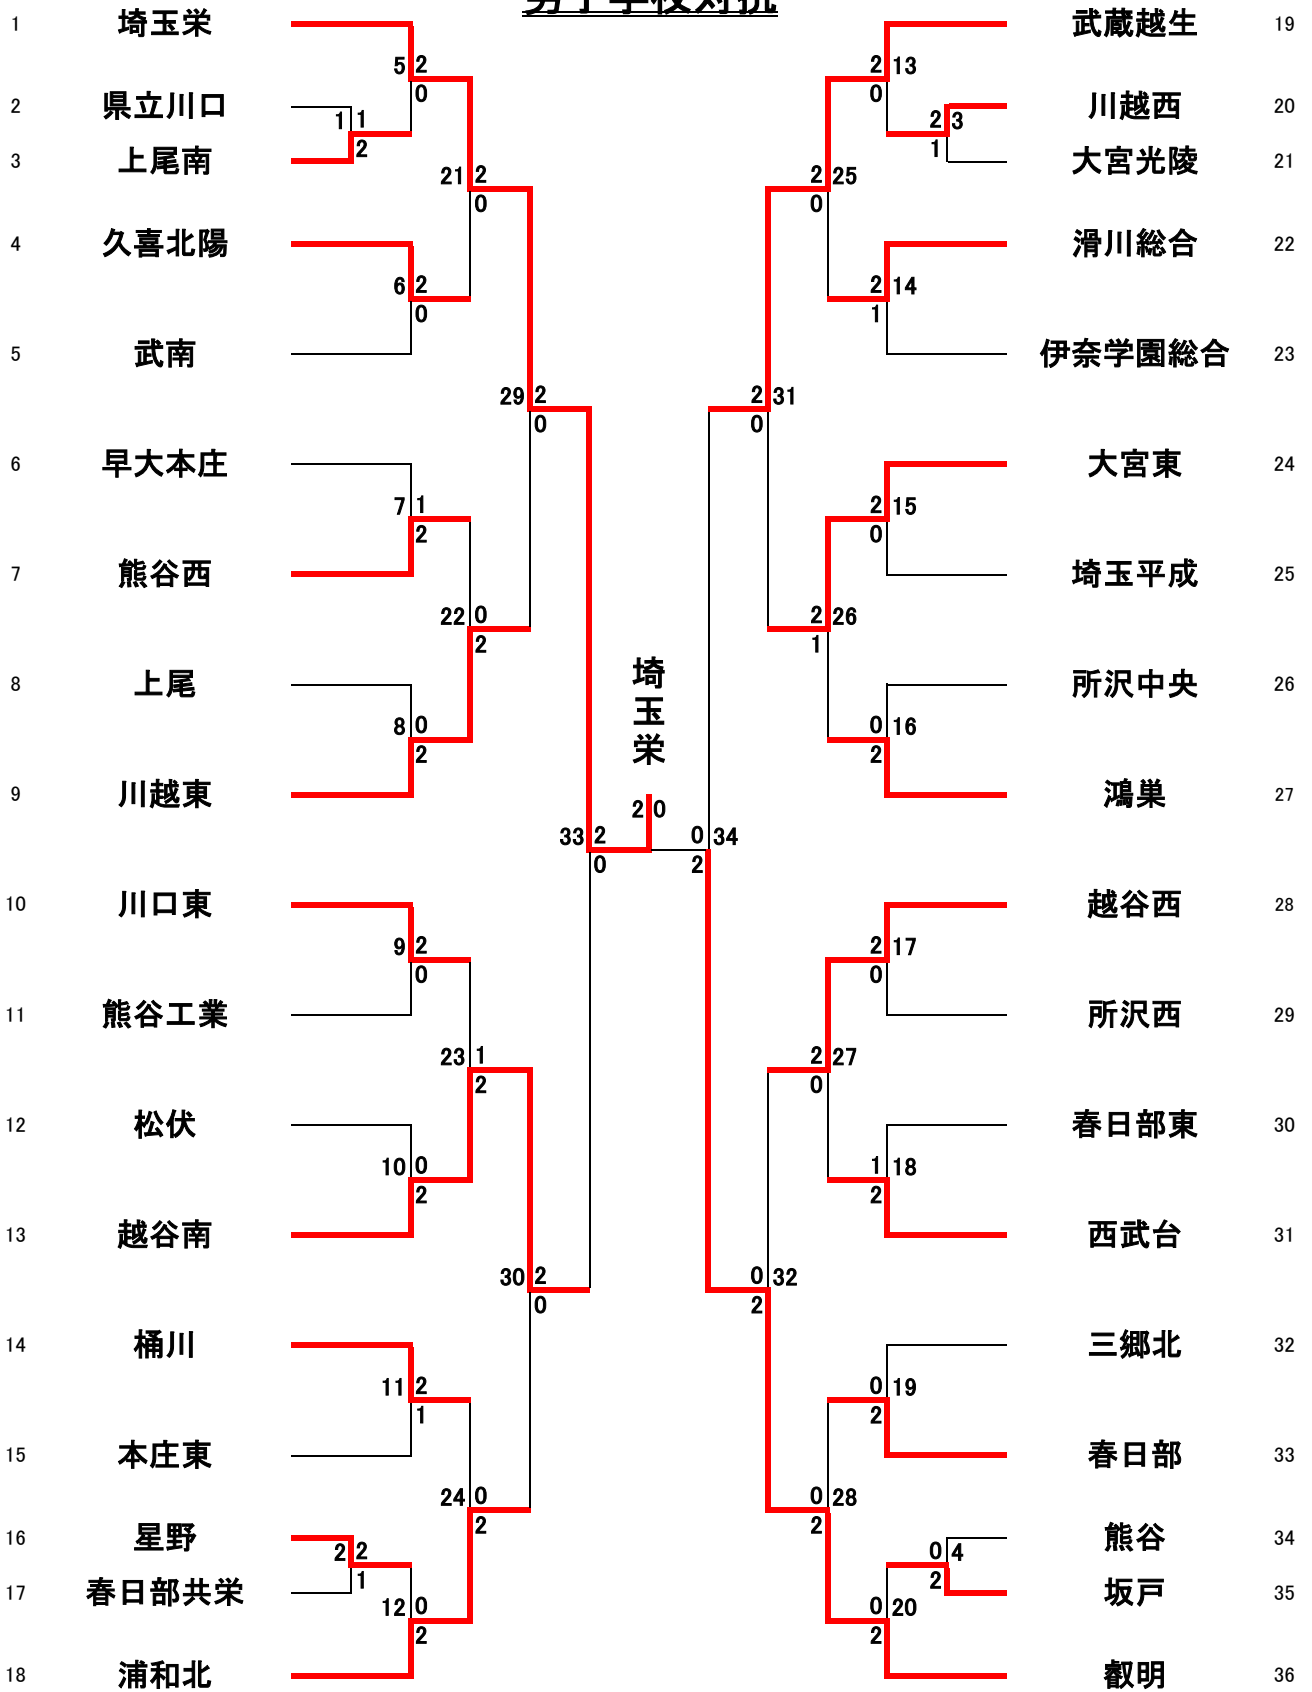 男子学校対抗
1 埼玉栄 武蔵越生 19
5 2 2 13
0 0
2 県立川口 川越西 20
1 1 2 3
2 1
3 上尾南 大宮光陵 21
21 2 2 25
0 0
4 久喜北陽 滑川総合 22
6 2 2 14
0 1
5 武南 伊奈学園総合 23
29 2 2 31
0 0
6 早大本庄 大宮東 24
7 1 2 15
2 0
7 熊谷西 埼玉平成 25
22 0 2 26
2 1
埼玉栄
8 上尾 所沢中央 26
8 0 0 16
2 2
9 川越東 鴻巣 27
2 0
33 2 0 34
0 2
10 川口東 越谷西 28
9 2 2 17
0 0
11 熊谷工業 所沢西 29
23 1 2 27
2 0
12 松伏 春日部東 30
10 0 1 18
2 2
13 越谷南 西武台 31
30 2 0 32
0 2
14 桶川 三郷北 32
11 2 0 19
1 2
15 本庄東 春日部 33
24 0 0 28
2 2
16 星野 熊谷 34
2 2 0 4
1 2
17 春日部共栄 坂戸 35
12 0 0 20
2 2
18 浦和北 叡明 36